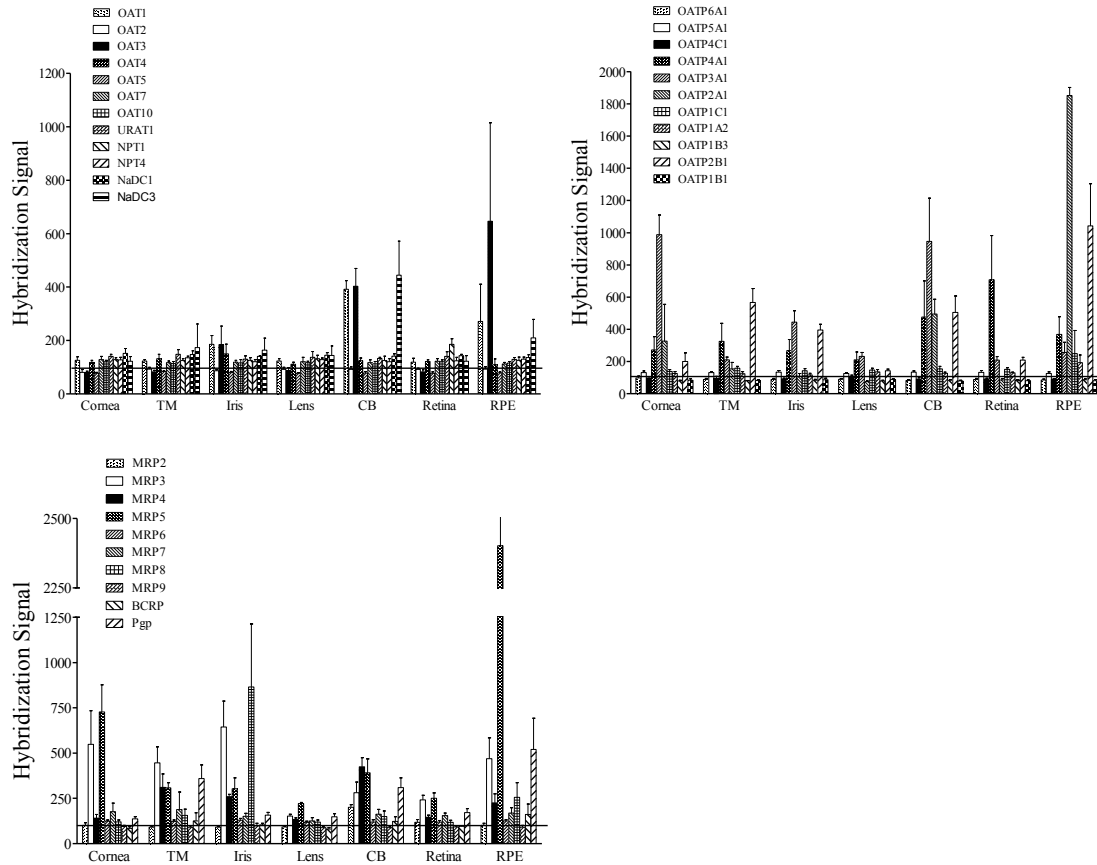 OAT1
OAT2
OAT3
OAT4
OAT5
OAT7
OAT10
URAT1
NPT1
NPT4
NaDC1
NaDC3
Hybridization Signal
1200
1000
800
600
400
200
0
Cornea TM Iris Lens CB Retina RPE
OATP6A1
OATP5A1
OATP4C1
OATP4A1
OATP3A1
OATP2A1
OATP1C1
OATP1A2
OATP1B3
OATP2B1
OATP1B1
Hybridization Signal
2000
1800
1600
1400
1200
1000
800
600
400
200
0
Cornea TM Iris Lens CB Retina RPE
MRP2
MRP3
MRP4
MRP5
MRP6
MRP7
MRP8
MRP9
BCRP
Pgp
Hybridization Signal
2500
2250
1250
750
500
250
0
Cornea TM Iris Lens CB Retina RPE